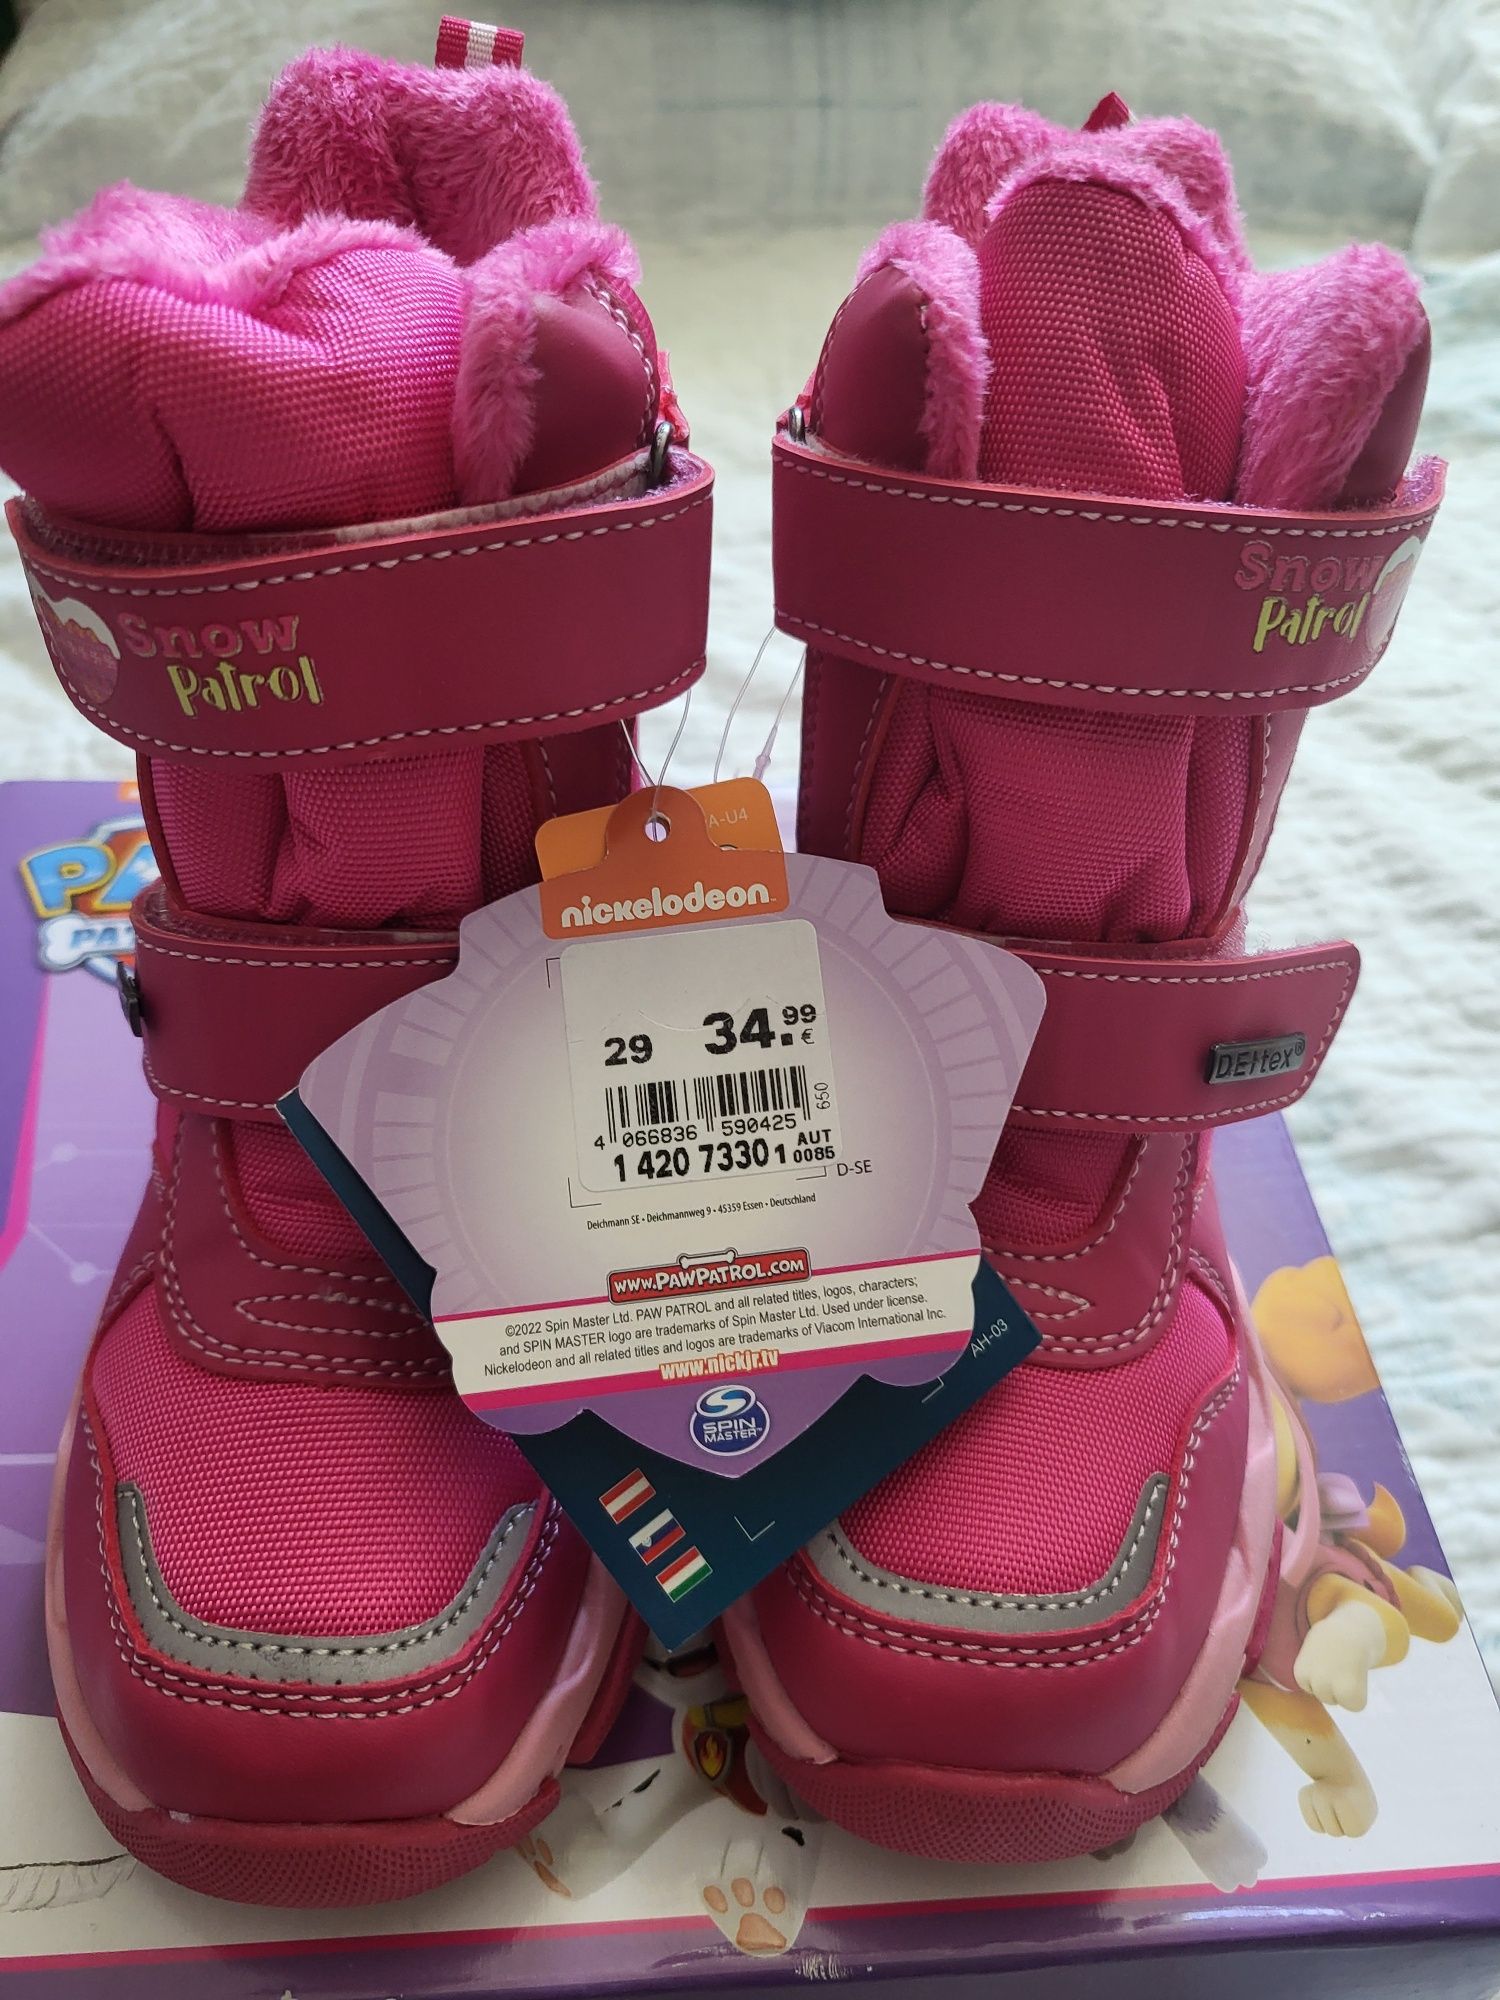 Snow
Patrol
Snow
Patrol
A-U4
nickelodeon
29 34.99 €
650
4 066836 590425
AUT
1 420 7330 1 0085
D-SE
Deichmann SE • Deichmannweg 9 • 45359 Essen • Deutschland
WWW.PAWPATROL.COM
©2022 Spin Master Ltd. PAW PATROL and all related titles, logos, characters;
and SPIN MASTER logo are trademarks of Spin Master Ltd. Used under license.
Nickelodeon and all related titles and logos are trademarks of Viacom International Inc.
www.nickjr.tv
SPIN
MASTER
AH-03
DEItex®